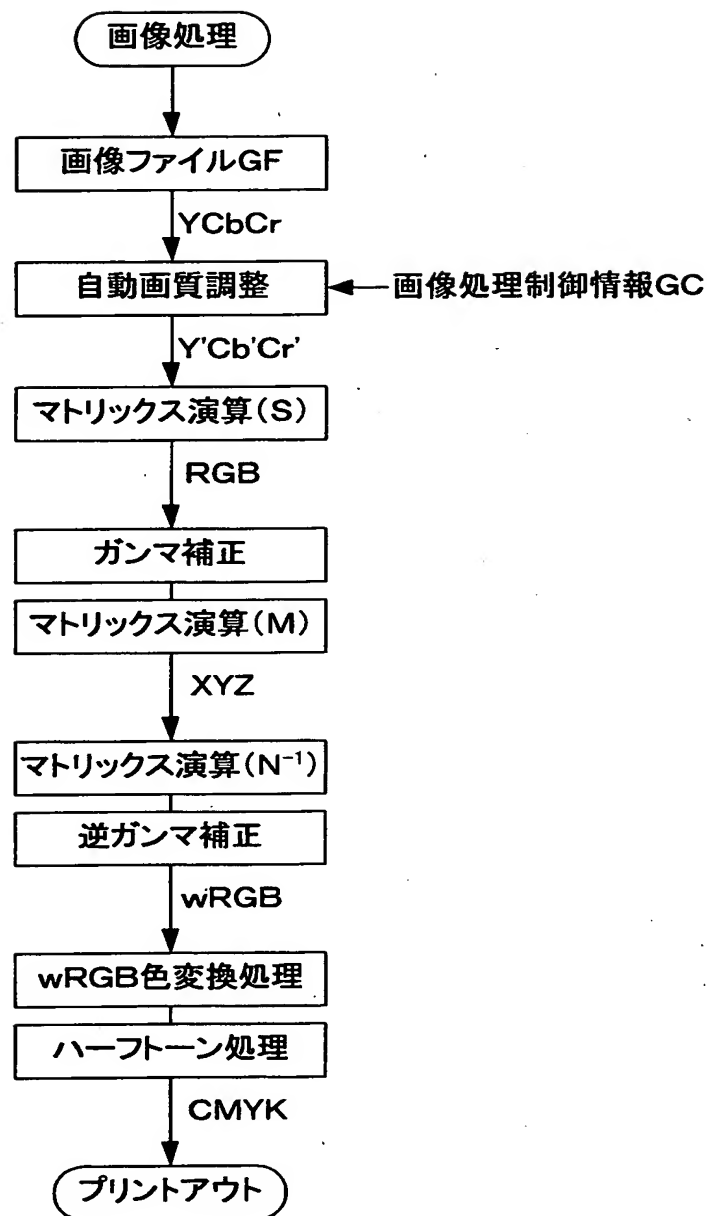 画像処理
画像ファイルGF
YCbCr
自動画質調整
画像処理制御情報GC
Y'Cb'Cr'
マトリックス演算(S)
RGB
ガンマ補正
マトリックス演算(M)
XYZ
マトリックス演算(N⁻¹)
逆ガンマ補正
wRGB
wRGB色変換処理
ハーフトーン処理
CMYK
プリントアウト